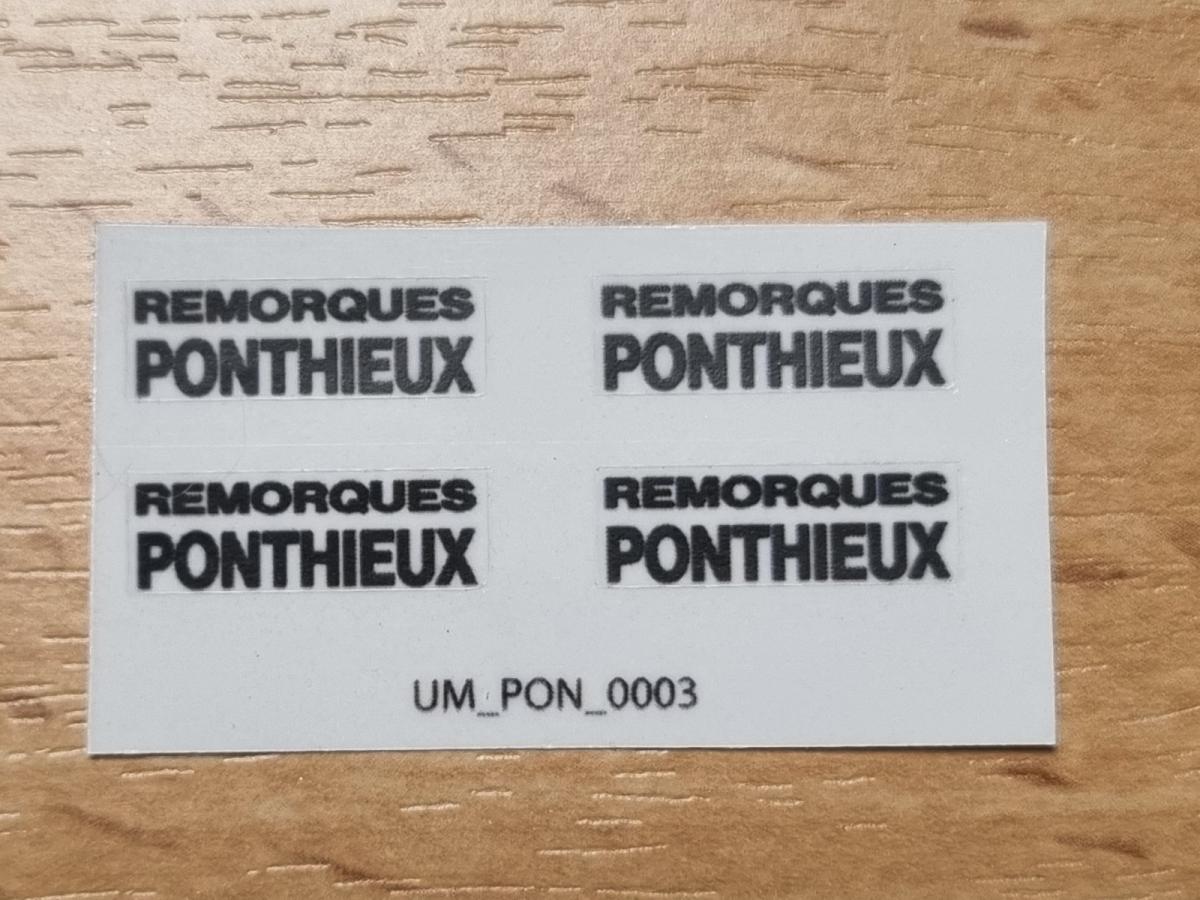 REMORQUES
PONTHIEUX
REMORQUES
PONTHIEUX
REMORQUES
PONTHIEUX
REMORQUES
PONTHIEUX
UM_PON_0003